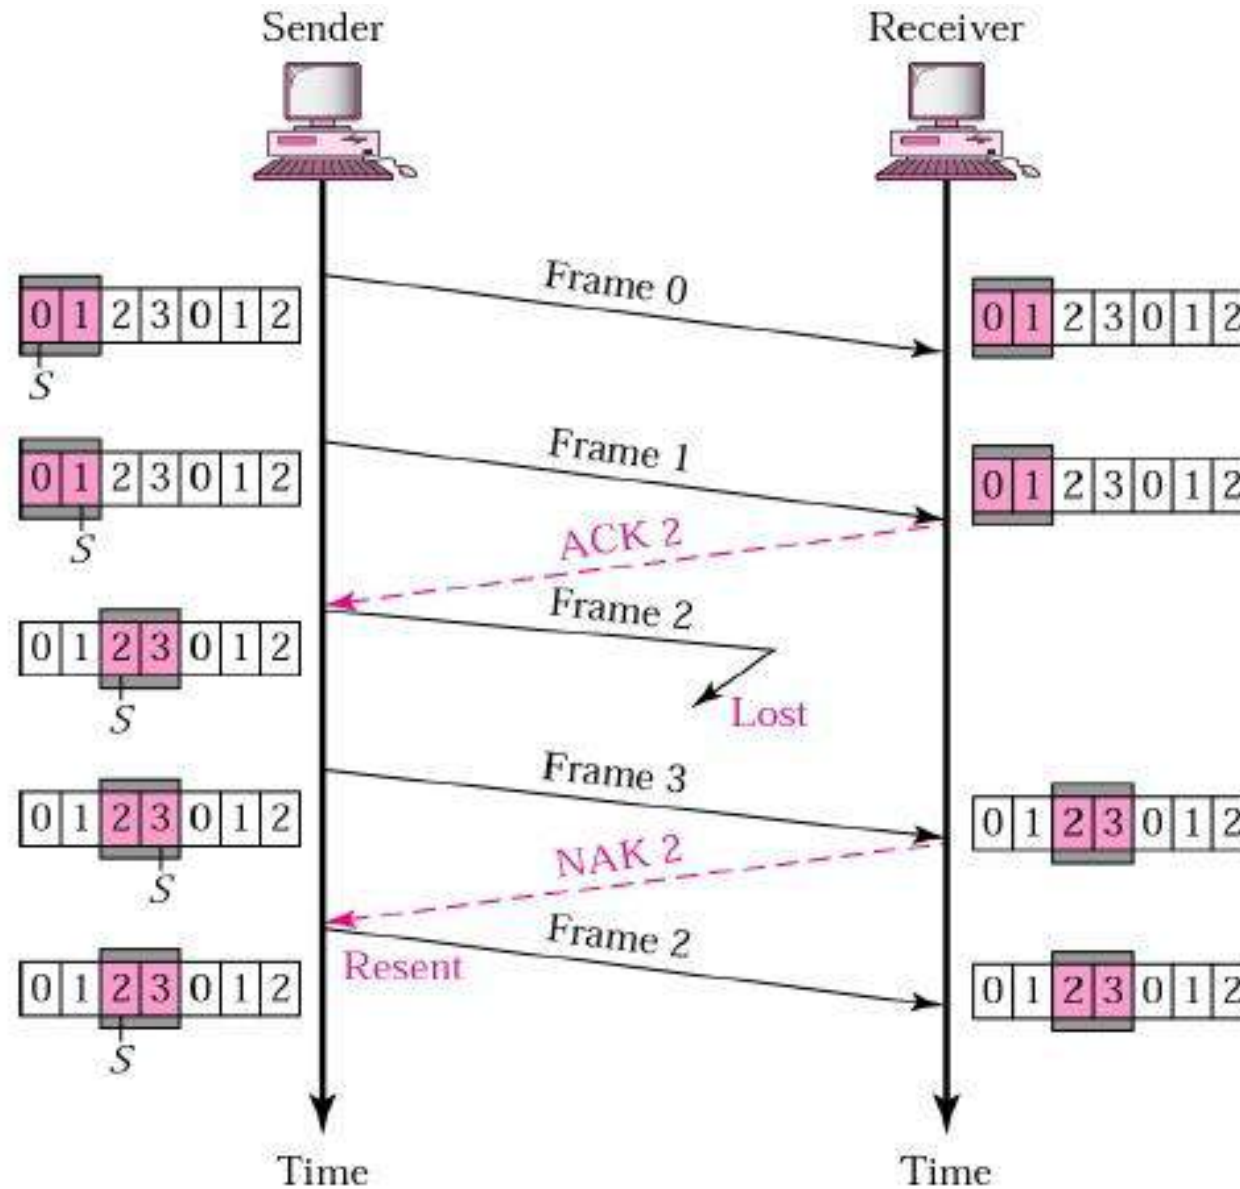 Sender Receiver
Frame 0
0 1 2 3 0 1 2
0 1 2 3 0 1 2
S
Frame 1
0 1 2 3 0 1 2
0 1 2 3 0 1 2
S
ACK 2
Frame 2
0 1 2 3 0 1 2
S
Lost
Frame 3
0 1 2 3 0 1 2
0 1 2 3 0 1 2
S
NAK 2
Frame 2
Resent
0 1 2 3 0 1 2
0 1 2 3 0 1 2
S
Time Time